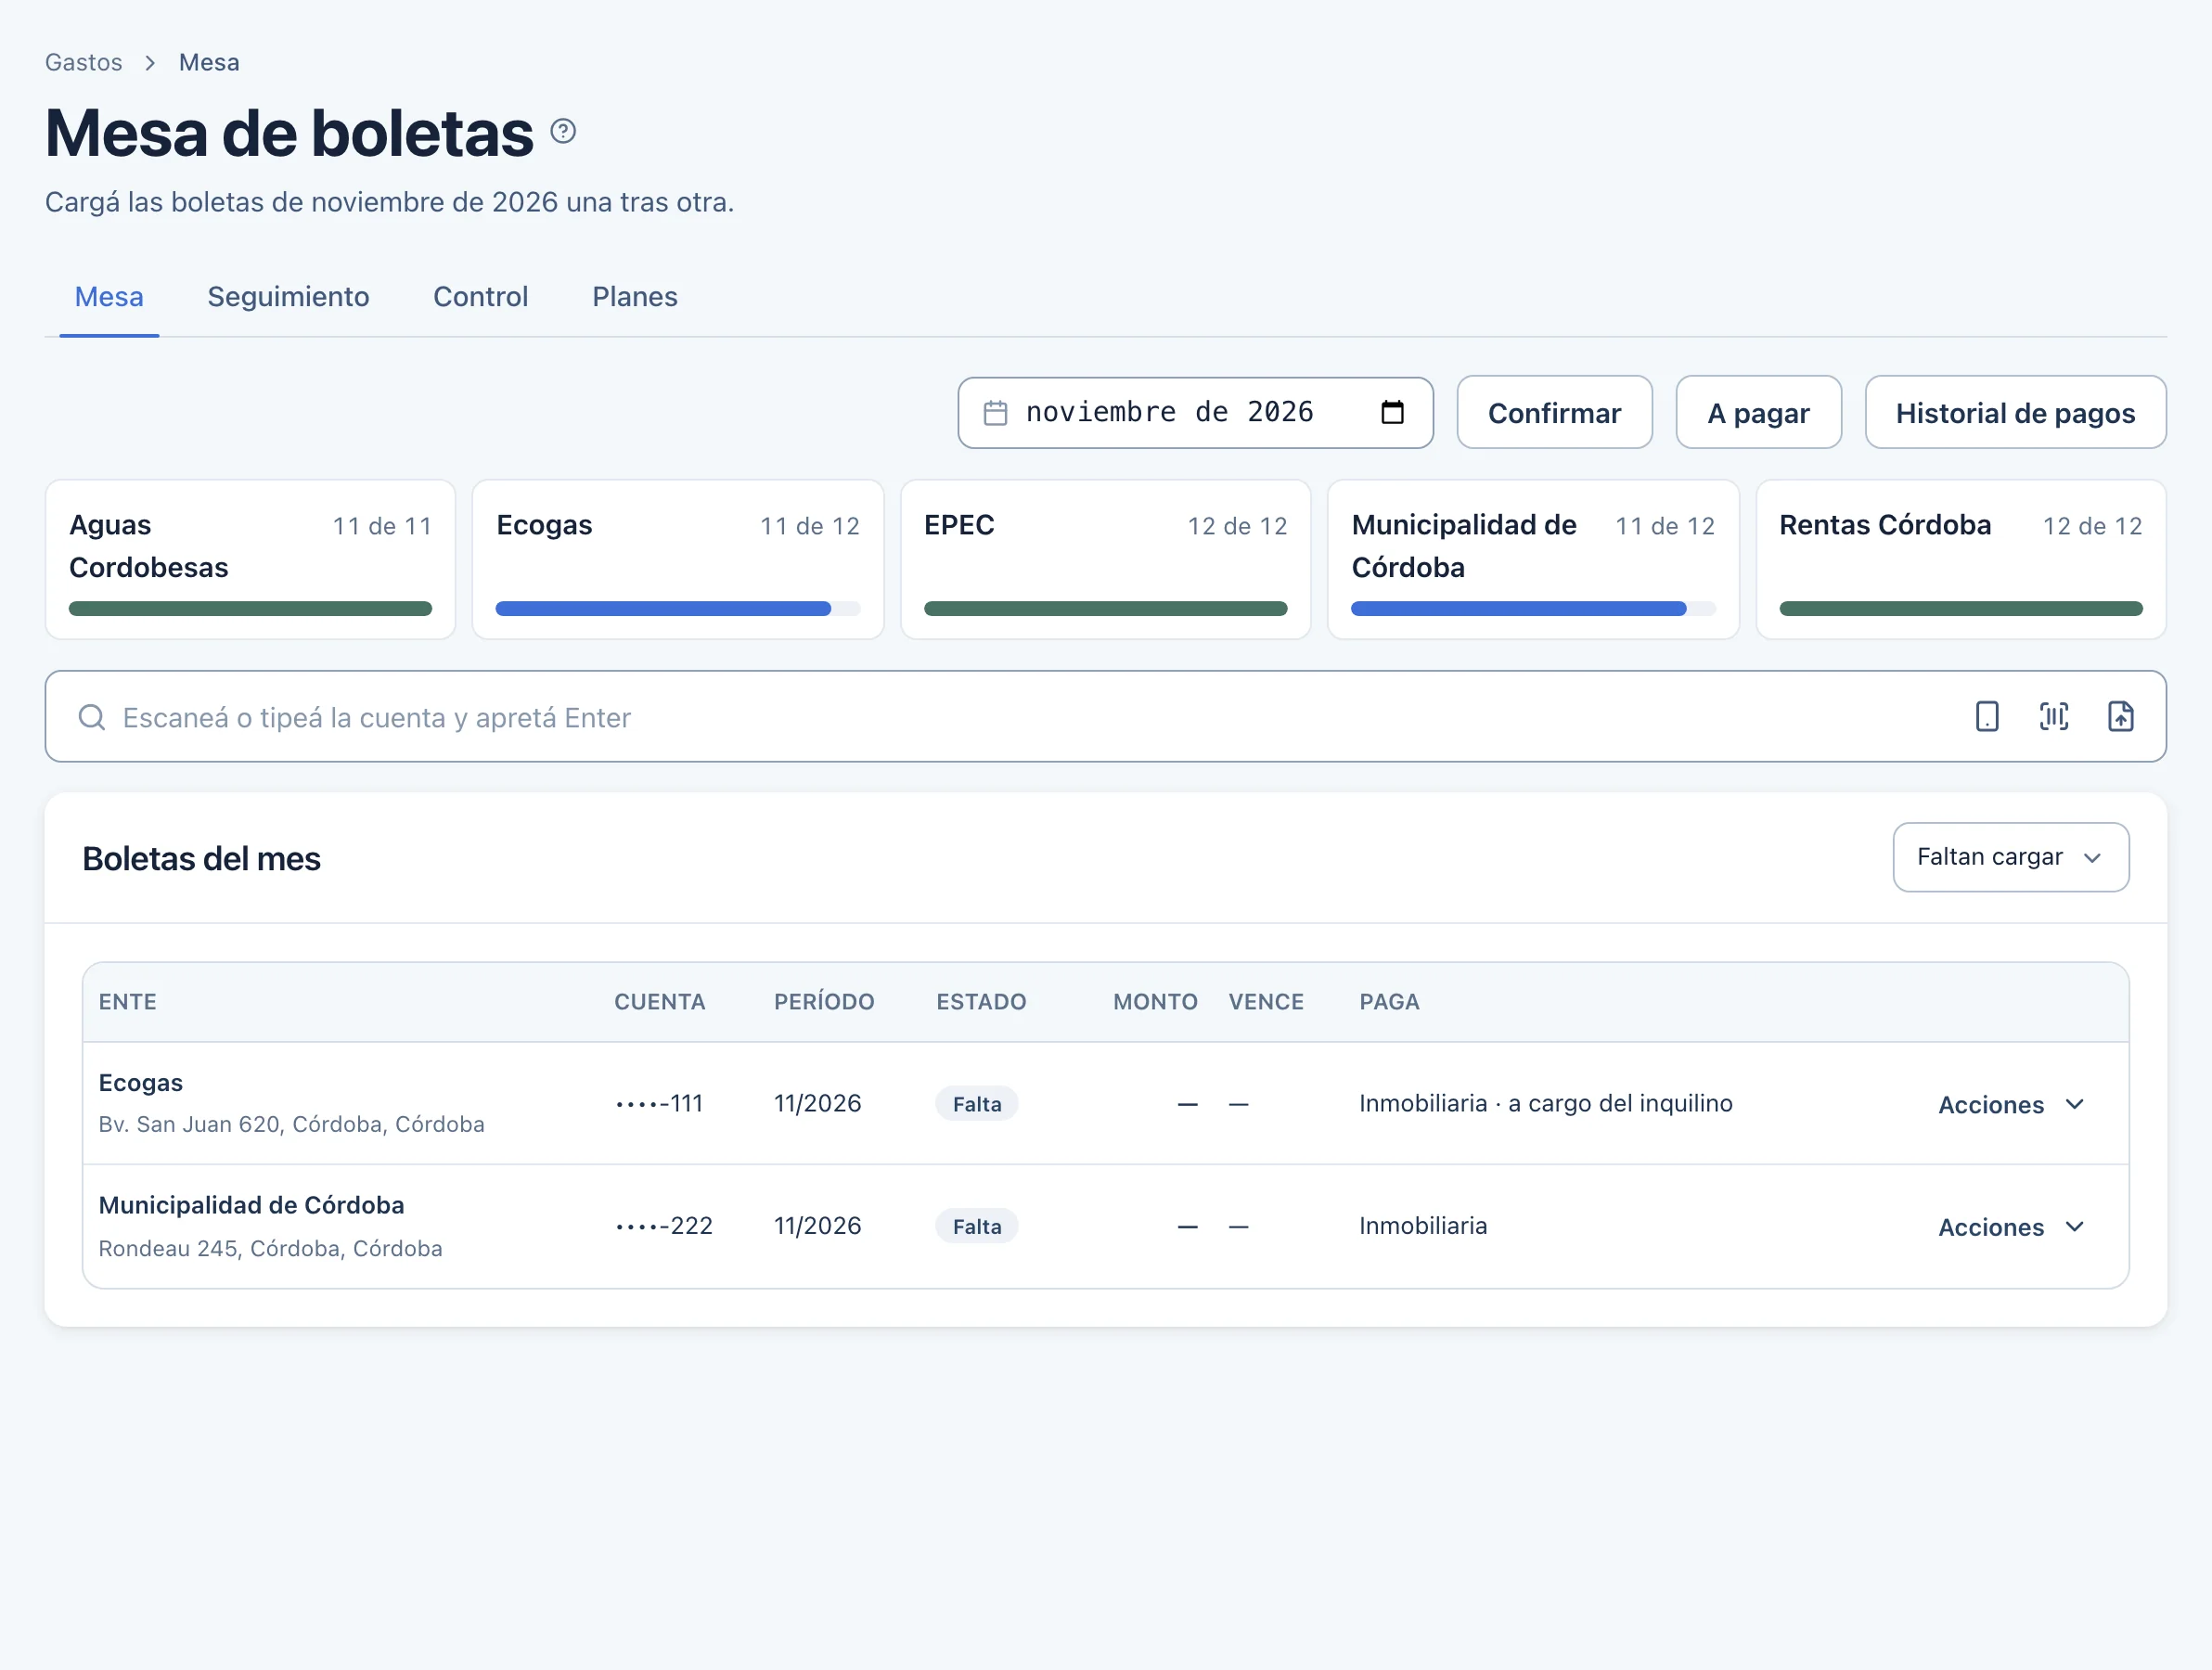 Gastos > Mesa
Mesa de boletas
Cargá las boletas de noviembre de 2026 una tras otra.
Mesa Seguimiento Control Planes
noviembre de 2026 Confirmar A pagar Historial de pagos
Aguas Cordobesas 11 de 11
Ecogas 11 de 12
EPEC 12 de 12
Municipalidad de Córdoba 11 de 12
Rentas Córdoba 12 de 12
Escaneá o tipeá la cuenta y apretá Enter
Boletas del mes Faltan cargar
ENTE CUENTA PERÍODO ESTADO MONTO VENCE PAGA
Ecogas
Bv. San Juan 620, Córdoba, Córdoba
····-111 11/2026 Falta — — Inmobiliaria · a cargo del inquilino Acciones
Municipalidad de Córdoba
Rondeau 245, Córdoba, Córdoba
····-222 11/2026 Falta — — Inmobiliaria Acciones